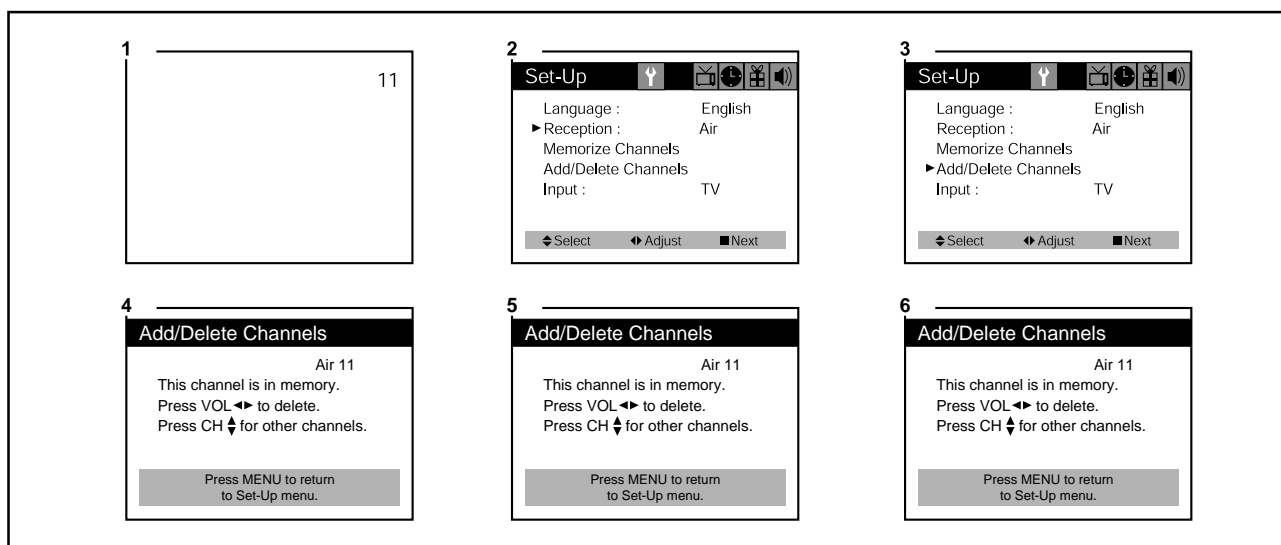 1
11
2
Set-Up
Language : English
Reception : Air
Memorize Channels
Add/Delete Channels
Input : TV
Select Adjust Next
3
Set-Up
Language : English
Reception : Air
Memorize Channels
Add/Delete Channels
Input : TV
Select Adjust Next
4
Add/Delete Channels
Air 11
This channel is in memory.
Press VOL◄► to delete.
Press CH▲▼ for other channels.
Press MENU to return
to Set-Up menu.
5
Add/Delete Channels
Air 11
This channel is in memory.
Press VOL◄► to delete.
Press CH▲▼ for other channels.
Press MENU to return
to Set-Up menu.
6
Add/Delete Channels
Air 11
This channel is in memory.
Press VOL◄► to delete.
Press CH▲▼ for other channels.
Press MENU to return
to Set-Up menu.